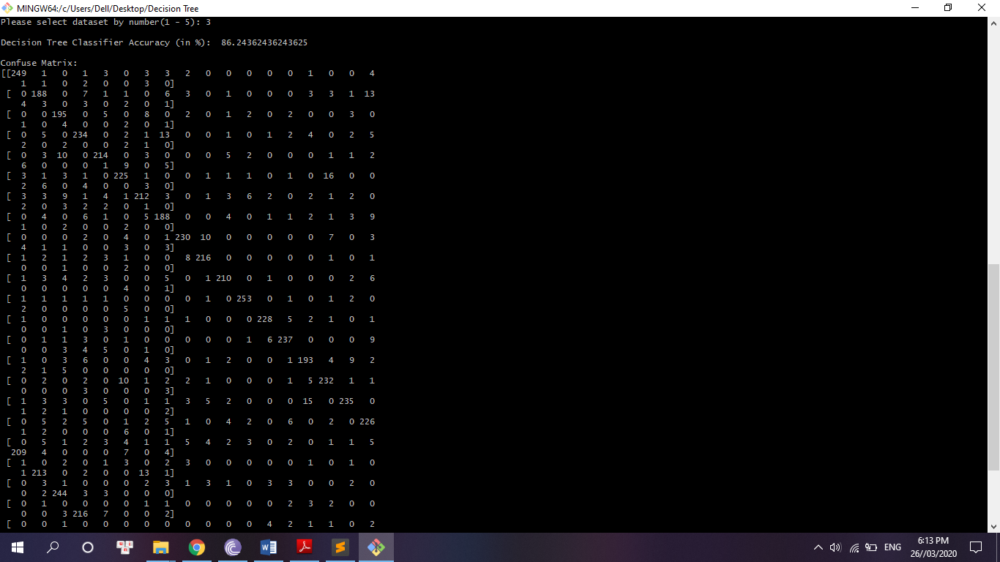 MINGW64:/c/Users/Dell/Desktop/Decision Tree
Please select dataset by number(1 - 5): 3
Decision Tree Classifier Accuracy (in %):  86.24362436243625
Confuse Matrix:
[[249   1   0   1   3   0   3   3   2   0   0   0   0   0   1   0   0   4
    1   1   0   2   0   0   3   0]
 [  0 188   0   7   1   1   0   6   3   0   1   0   0   0   3   3   1  13
    4   3   0   3   0   2   0   1]
 [  0   0 195   0   5   0   8   0   2   0   1   2   0   2   0   0   3   0
    1   0   4   0   0   2   0   1]
 [  0   5   0 234   0   2   1  13   0   0   1   0   1   2   4   0   2   5
    2   0   2   0   0   2   1   0]
 [  0   3  10   0 214   0   3   0   0   0   5   2   0   0   0   1   1   2
    6   0   0   0   1   9   0   5]
 [  3   1   3   1   0 225   1   0   0   1   1   1   0   1   0  16   0   0
    2   6   0   4   0   0   3   0]
 [  3   3   9   1   4   1 212   3   0   1   3   6   2   0   2   1   2   0
    2   0   3   2   2   0   1   0]
 [  0   4   0   6   1   0   5 188   0   0   4   0   1   1   2   1   3   9
    1   0   2   0   0   2   0   0]
 [  0   0   0   2   0   4   0   1 230  10   0   0   0   0   0   7   0   3
    4   1   1   0   0   3   0   3]
 [  1   2   1   2   3   1   0   0   8 216   0   0   0   0   0   1   0   1
    0   0   1   0   0   2   0   0]
 [  1   3   4   2   3   0   0   5   0   1 210   0   1   0   0   0   2   6
    0   0   0   0   0   4   0   1]
 [  1   1   1   1   1   0   0   0   0   1   0 253   0   1   0   1   2   0
    2   0   0   0   0   5   0   0]
 [  1   0   0   0   0   0   1   1   1   0   0   0 228   5   2   1   0   1
    0   0   1   0   3   0   0   0]
 [  0   1   1   3   0   1   0   0   0   0   0   1   6 237   0   0   0   9
    0   0   3   4   5   0   1   0]
 [  1   0   3   6   0   0   4   3   0   1   2   0   0   1 193   4   9   2
    2   1   5   0   0   0   0   0]
 [  0   2   0   2   0  10   1   2   2   1   0   0   0   1   5 232   1   1
    0   0   0   3   0   0   0   3]
 [  1   3   3   0   5   0   1   1   3   5   2   0   0   0  15   0 235   0
    1   2   1   0   0   0   0   2]
 [  0   5   2   5   0   1   2   5   1   0   4   2   0   6   0   2   0 226
    1   2   0   0   0   6   0   1]
 [  0   5   1   2   3   4   1   1   5   4   2   3   0   2   0   1   1   5
  209   4   0   0   0   7   0   4]
 [  1   0   2   0   1   3   0   2   3   0   0   0   0   0   1   0   1   0
    1 213   0   2   0   0  13   1]
 [  0   3   1   0   0   0   2   3   1   3   1   0   3   3   0   0   2   0
    0   2 244   3   3   0   0   0]
 [  0   1   0   0   0   0   1   1   0   0   0   0   0   2   3   2   0   0
    0   0   3 216   7   0   0   2]
 [  0   0   1   0   0   0   0   0   0   0   0   0   4   2   1   1   0   2
ENG
6:13 PM
26//03/2020